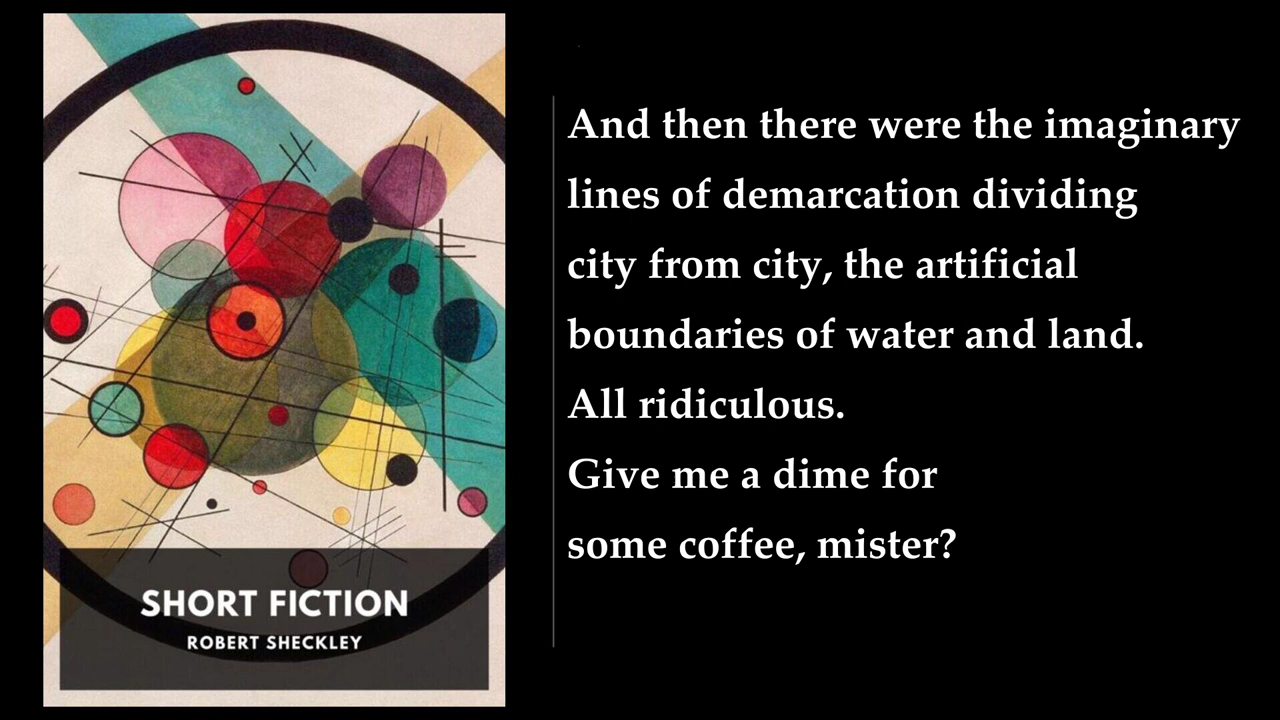 And then there were the imaginary
lines of demarcation dividing
city from city, the artificial
boundaries of water and land.
All ridiculous.
Give me a dime for
some coffee, mister?
SHORT FICTION
ROBERT SHECKLEY